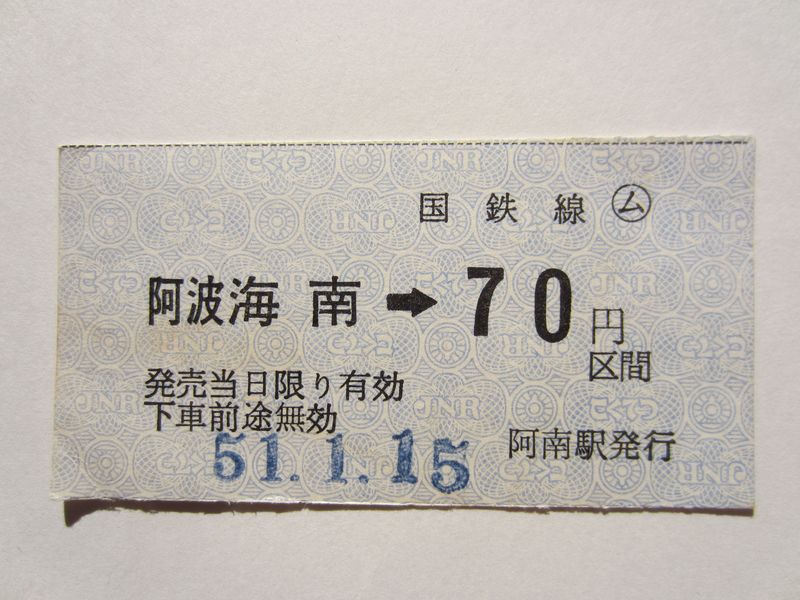 国鉄線 ㋰
阿波海南➡70円
区間
発売当日限り有効
下車前途無効
51.1.15
阿南駅発行